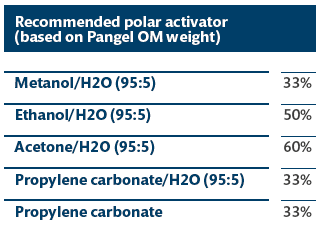 Recommended polar activator
(based on Pangel OM weight)
Metanol/H2O (95:5) 33%
Ethanol/H2O (95:5) 50%
Acetone/H2O (95:5) 60%
Propylene carbonate/H2O (95:5) 33%
Propylene carbonate 33%